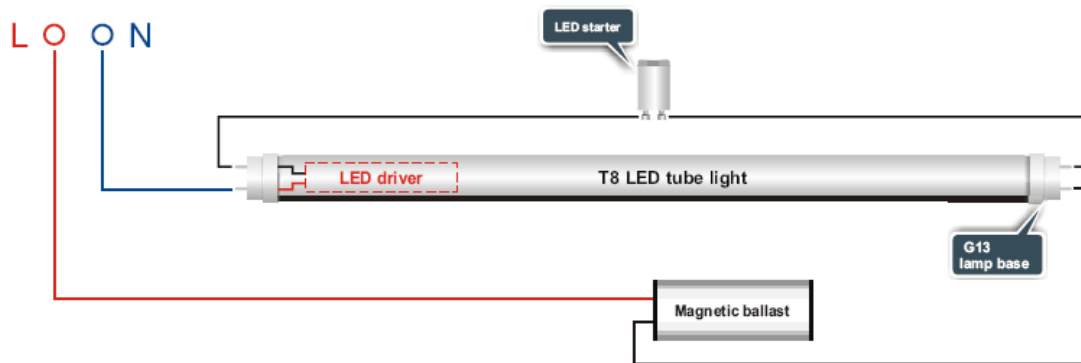 LED starter
L
N
LED driver
T8 LED tube light
G13
lamp base
Magnetic ballast